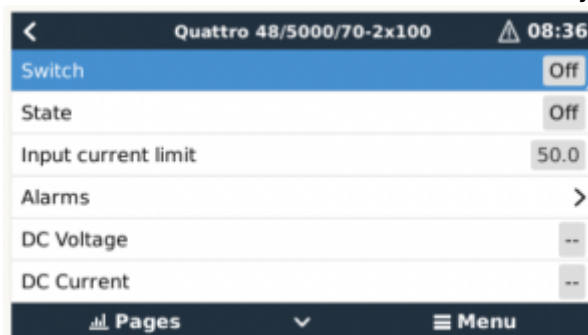 Quattro 48/5000/70-2x100 08:36
Switch Off
State Off
Input current limit 50.0
Alarms
DC Voltage --
DC Current --
Pages Menu